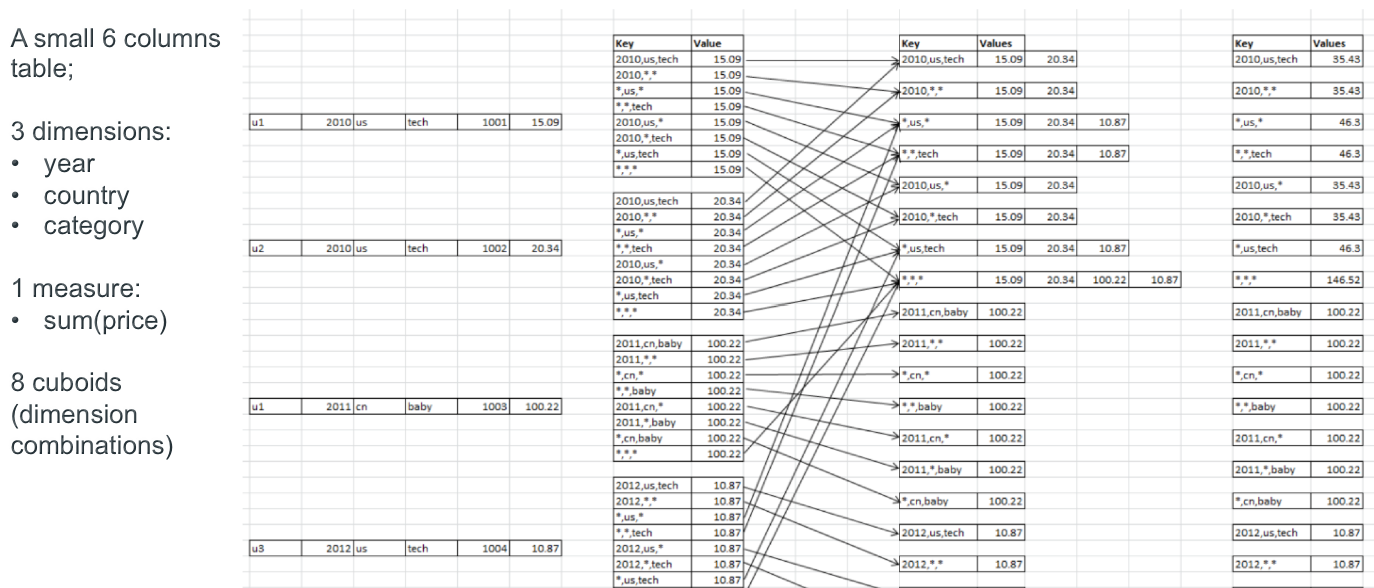 A small 6 columns
table;
3 dimensions:
• year
• country
• category
1 measure:
• sum(price)
8 cuboids
(dimension
combinations)
u1 2010 us tech 1001 15.09
u2 2010 us tech 1002 20.34
u1 2011 cn baby 1003 100.22
u3 2012 us tech 1004 10.87
Key Value
2010,us,tech 15.09
2010,*,* 15.09
*,us,* 15.09
*,*,tech 15.09
2010,us,* 15.09
2010,*,tech 15.09
*,us,tech 15.09
*,*,* 15.09
2010,us,tech 20.34
2010,*,* 20.34
*,us,* 20.34
*,*,tech 20.34
2010,us,* 20.34
2010,*,tech 20.34
*,us,tech 20.34
*,*,* 20.34
2011,cn,baby 100.22
2011,*,* 100.22
*,cn,* 100.22
*,*,baby 100.22
2011,cn,* 100.22
2011,*,baby 100.22
*,cn,baby 100.22
*,*,* 100.22
2012,us,tech 10.87
2012,*,* 10.87
*,us,* 10.87
*,*,tech 10.87
2012,us,* 10.87
2012,*,tech 10.87
*,us,tech 10.87
Key Values
2010,us,tech 15.09 20.34
2010,*,* 15.09 20.34
*,us,* 15.09 20.34 10.87
*,*,tech 15.09 20.34 10.87
2010,us,* 15.09 20.34
2010,*,tech 15.09 20.34
*,us,tech 15.09 20.34 10.87
*,*,* 15.09 20.34 100.22 10.87
2011,cn,baby 100.22
2011,*,* 100.22
*,cn,* 100.22
*,*,baby 100.22
2011,cn,* 100.22
2011,*,baby 100.22
*,cn,baby 100.22
2012,us,tech 10.87
2012,*,* 10.87
Key Values
2010,us,tech 35.43
2010,*,* 35.43
*,us,* 46.3
*,*,tech 46.3
2010,us,* 35.43
2010,*,tech 35.43
*,us,tech 46.3
*,*,* 146.52
2011,cn,baby 100.22
2011,*,* 100.22
*,cn,* 100.22
*,*,baby 100.22
2011,cn,* 100.22
2011,*,baby 100.22
*,cn,baby 100.22
2012,us,tech 10.87
2012,*,* 10.87